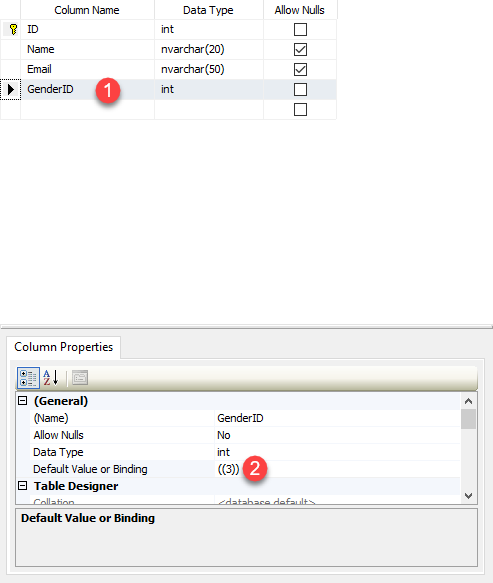 Column Name Data Type Allow Nulls
ID int
Name nvarchar(20)
Email nvarchar(50)
GenderID 1 int
Column Properties
A Z
(General)
(Name) GenderID
Allow Nulls No
Data Type int
Default Value or Binding ((3)) 2
Table Designer
Collation <database default>
Default Value or Binding